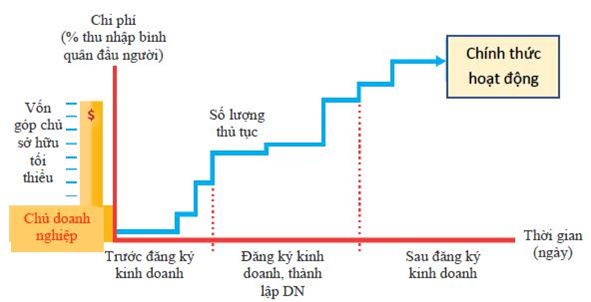 Chi phí
(% thu nhập bình
quân đầu người)
Chính thức
hoạt động
Vốn
góp chủ
sở hữu
tối
thiểu
$
Số lượng
thủ tục
Chủ doanh
nghiệp
Thời gian
(ngày)
Trước đăng ký
kinh doanh
Đăng ký kinh
doanh, thành
lập DN
Sau đăng ký
kinh doanh